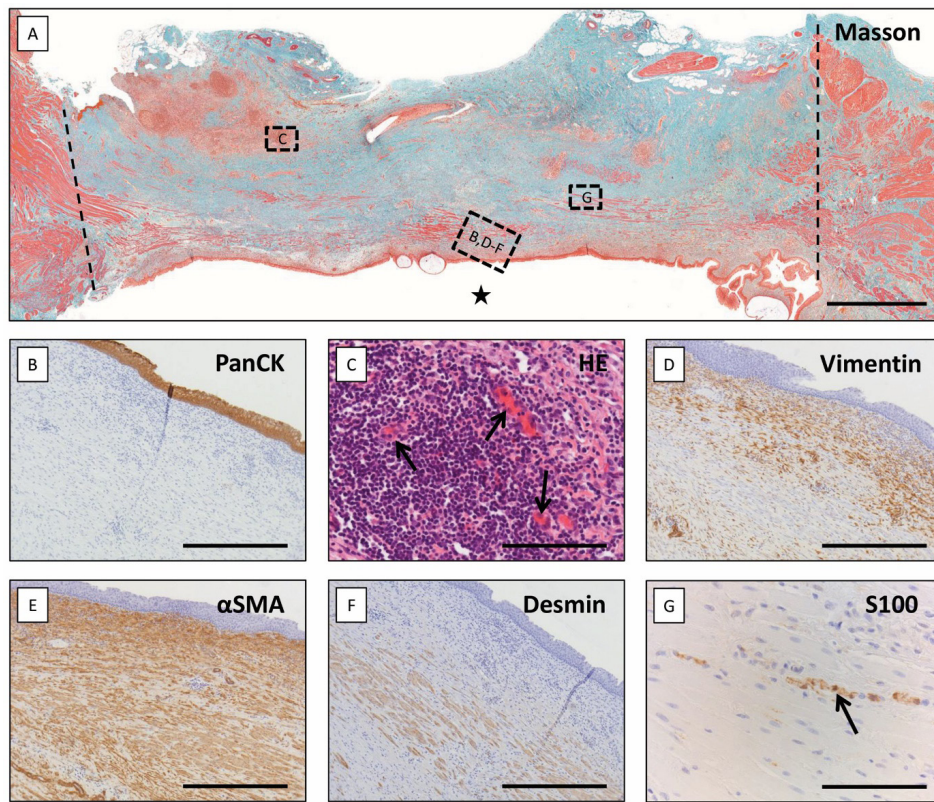 A
Masson
C
G
B,D-F
B
PanCK
C
HE
D
Vimentin
E
αSMA
F
Desmin
G
S100